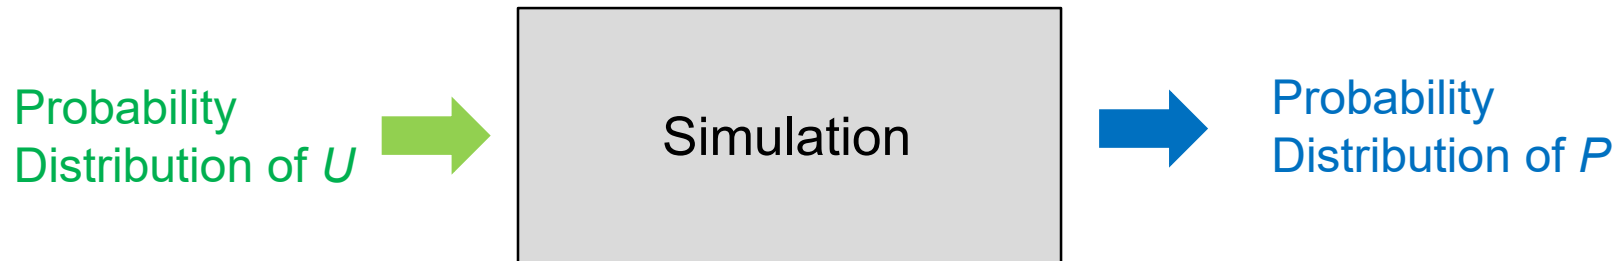 Probability
Distribution of U
Simulation
Probability
Distribution of P